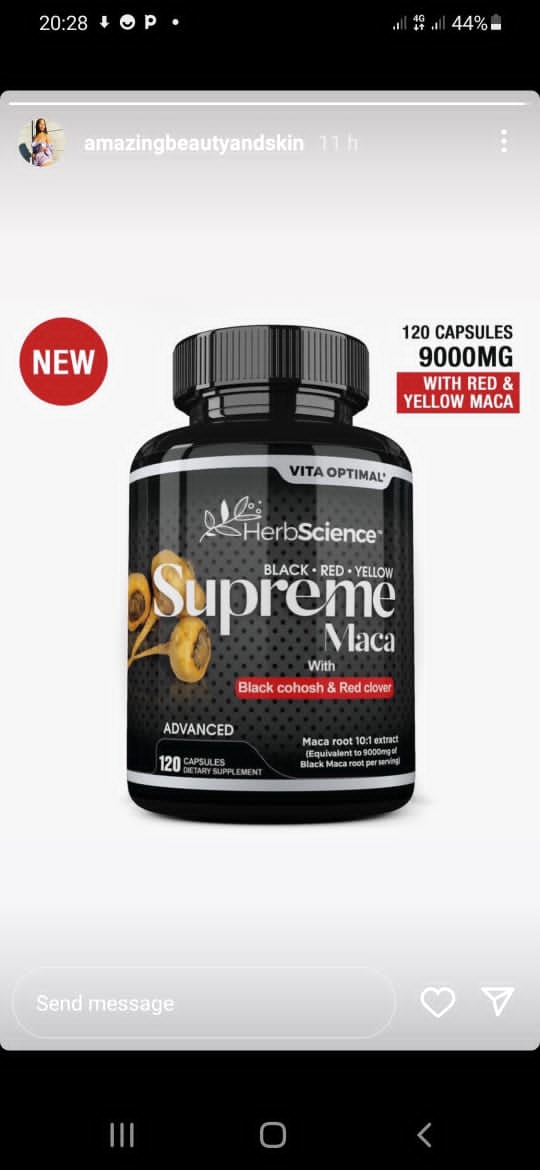 20:28
4G
44%
amazingbeautyandskin 11 h
NEW
120 CAPSULES
9000MG
WITH RED &
YELLOW MACA
VITA OPTIMAL®
HerbScience™
BLACK • RED • YELLOW
Supreme
Maca
With
Black cohosh & Red clover
ADVANCED
120 CAPSULES
DIETARY SUPPLEMENT
Maca root 10:1 extract
(Equivalent to 9000mg of
Black Maca root per serving)
Send message